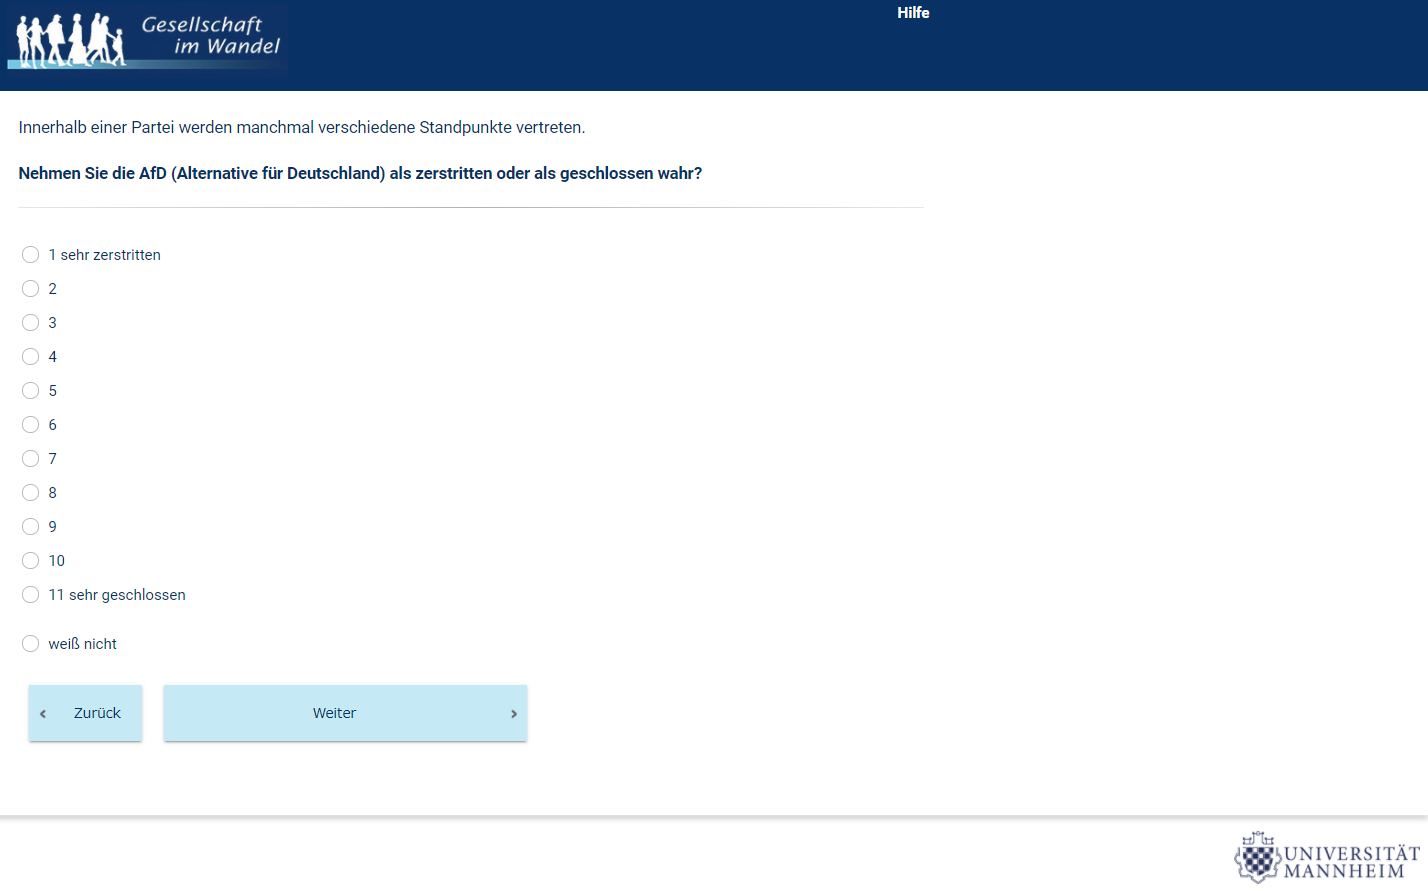 Gesellschaft
im Wandel
Hilfe
Innerhalb einer Partei werden manchmal verschiedene Standpunkte vertreten.
Nehmen Sie die AfD (Alternative für Deutschland) als zerstritten oder als geschlossen wahr?
1 sehr zerstritten
2
3
4
5
6
7
8
9
10
11 sehr geschlossen
weiß nicht
Zurück
Weiter
UNIVERSITÄT
MANNHEIM